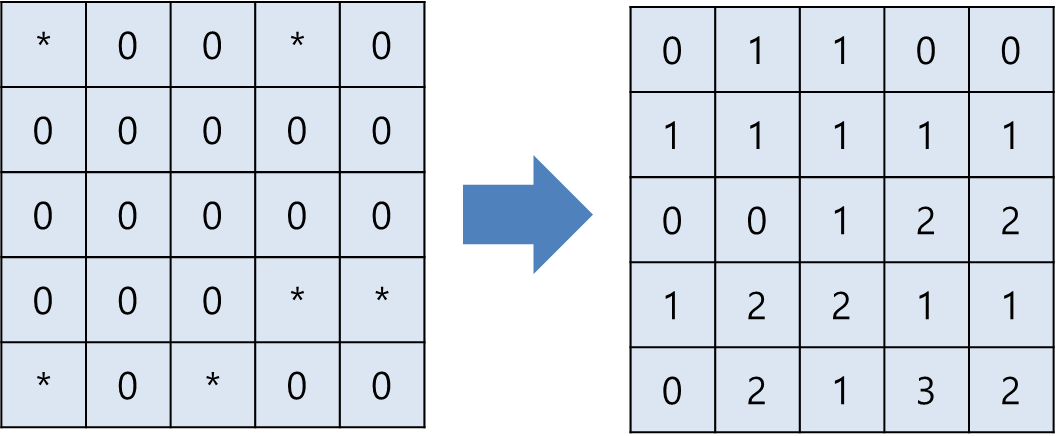 * 0 0 * 0
0 0 0 0 0
0 0 0 0 0
0 0 0 * *
* 0 * 0 0
0 1 1 0 0
1 1 1 1 1
0 0 1 2 2
1 2 2 1 1
0 2 1 3 2